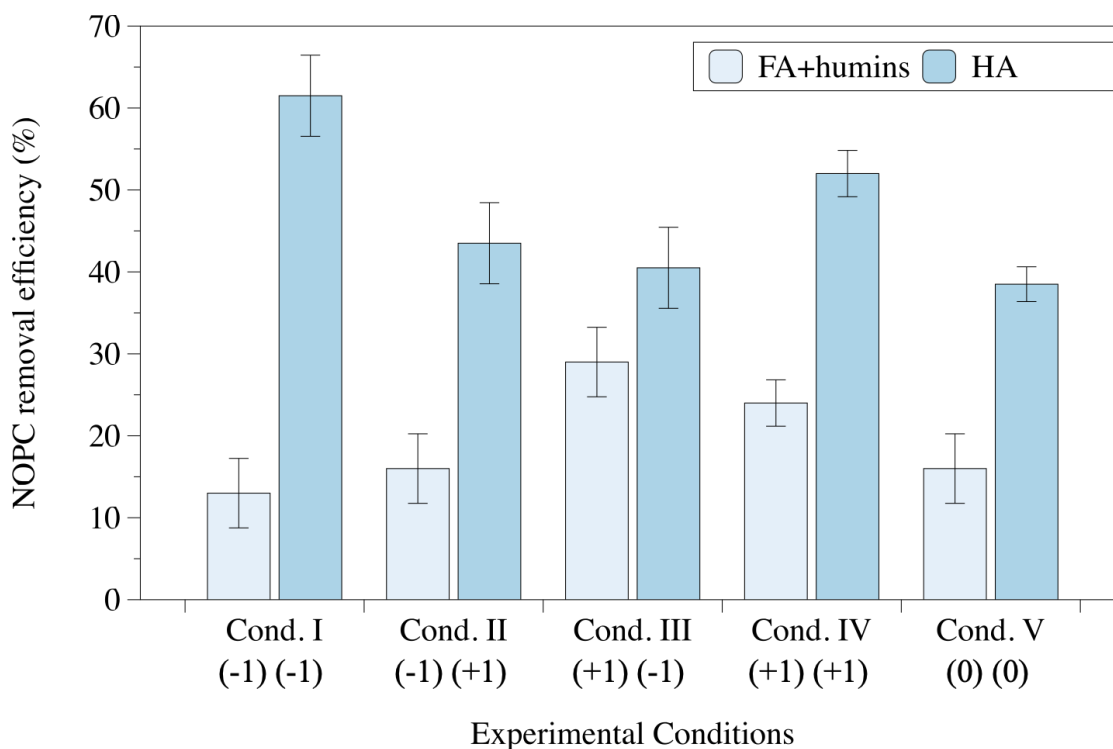 NOPC removal efficiency (%)
70
60
50
40
30
20
10
0
FA+humins HA
Cond. I Cond. II Cond. III Cond. IV Cond. V
(-1) (-1) (-1) (+1) (+1) (-1) (+1) (+1) (0) (0)
Experimental Conditions